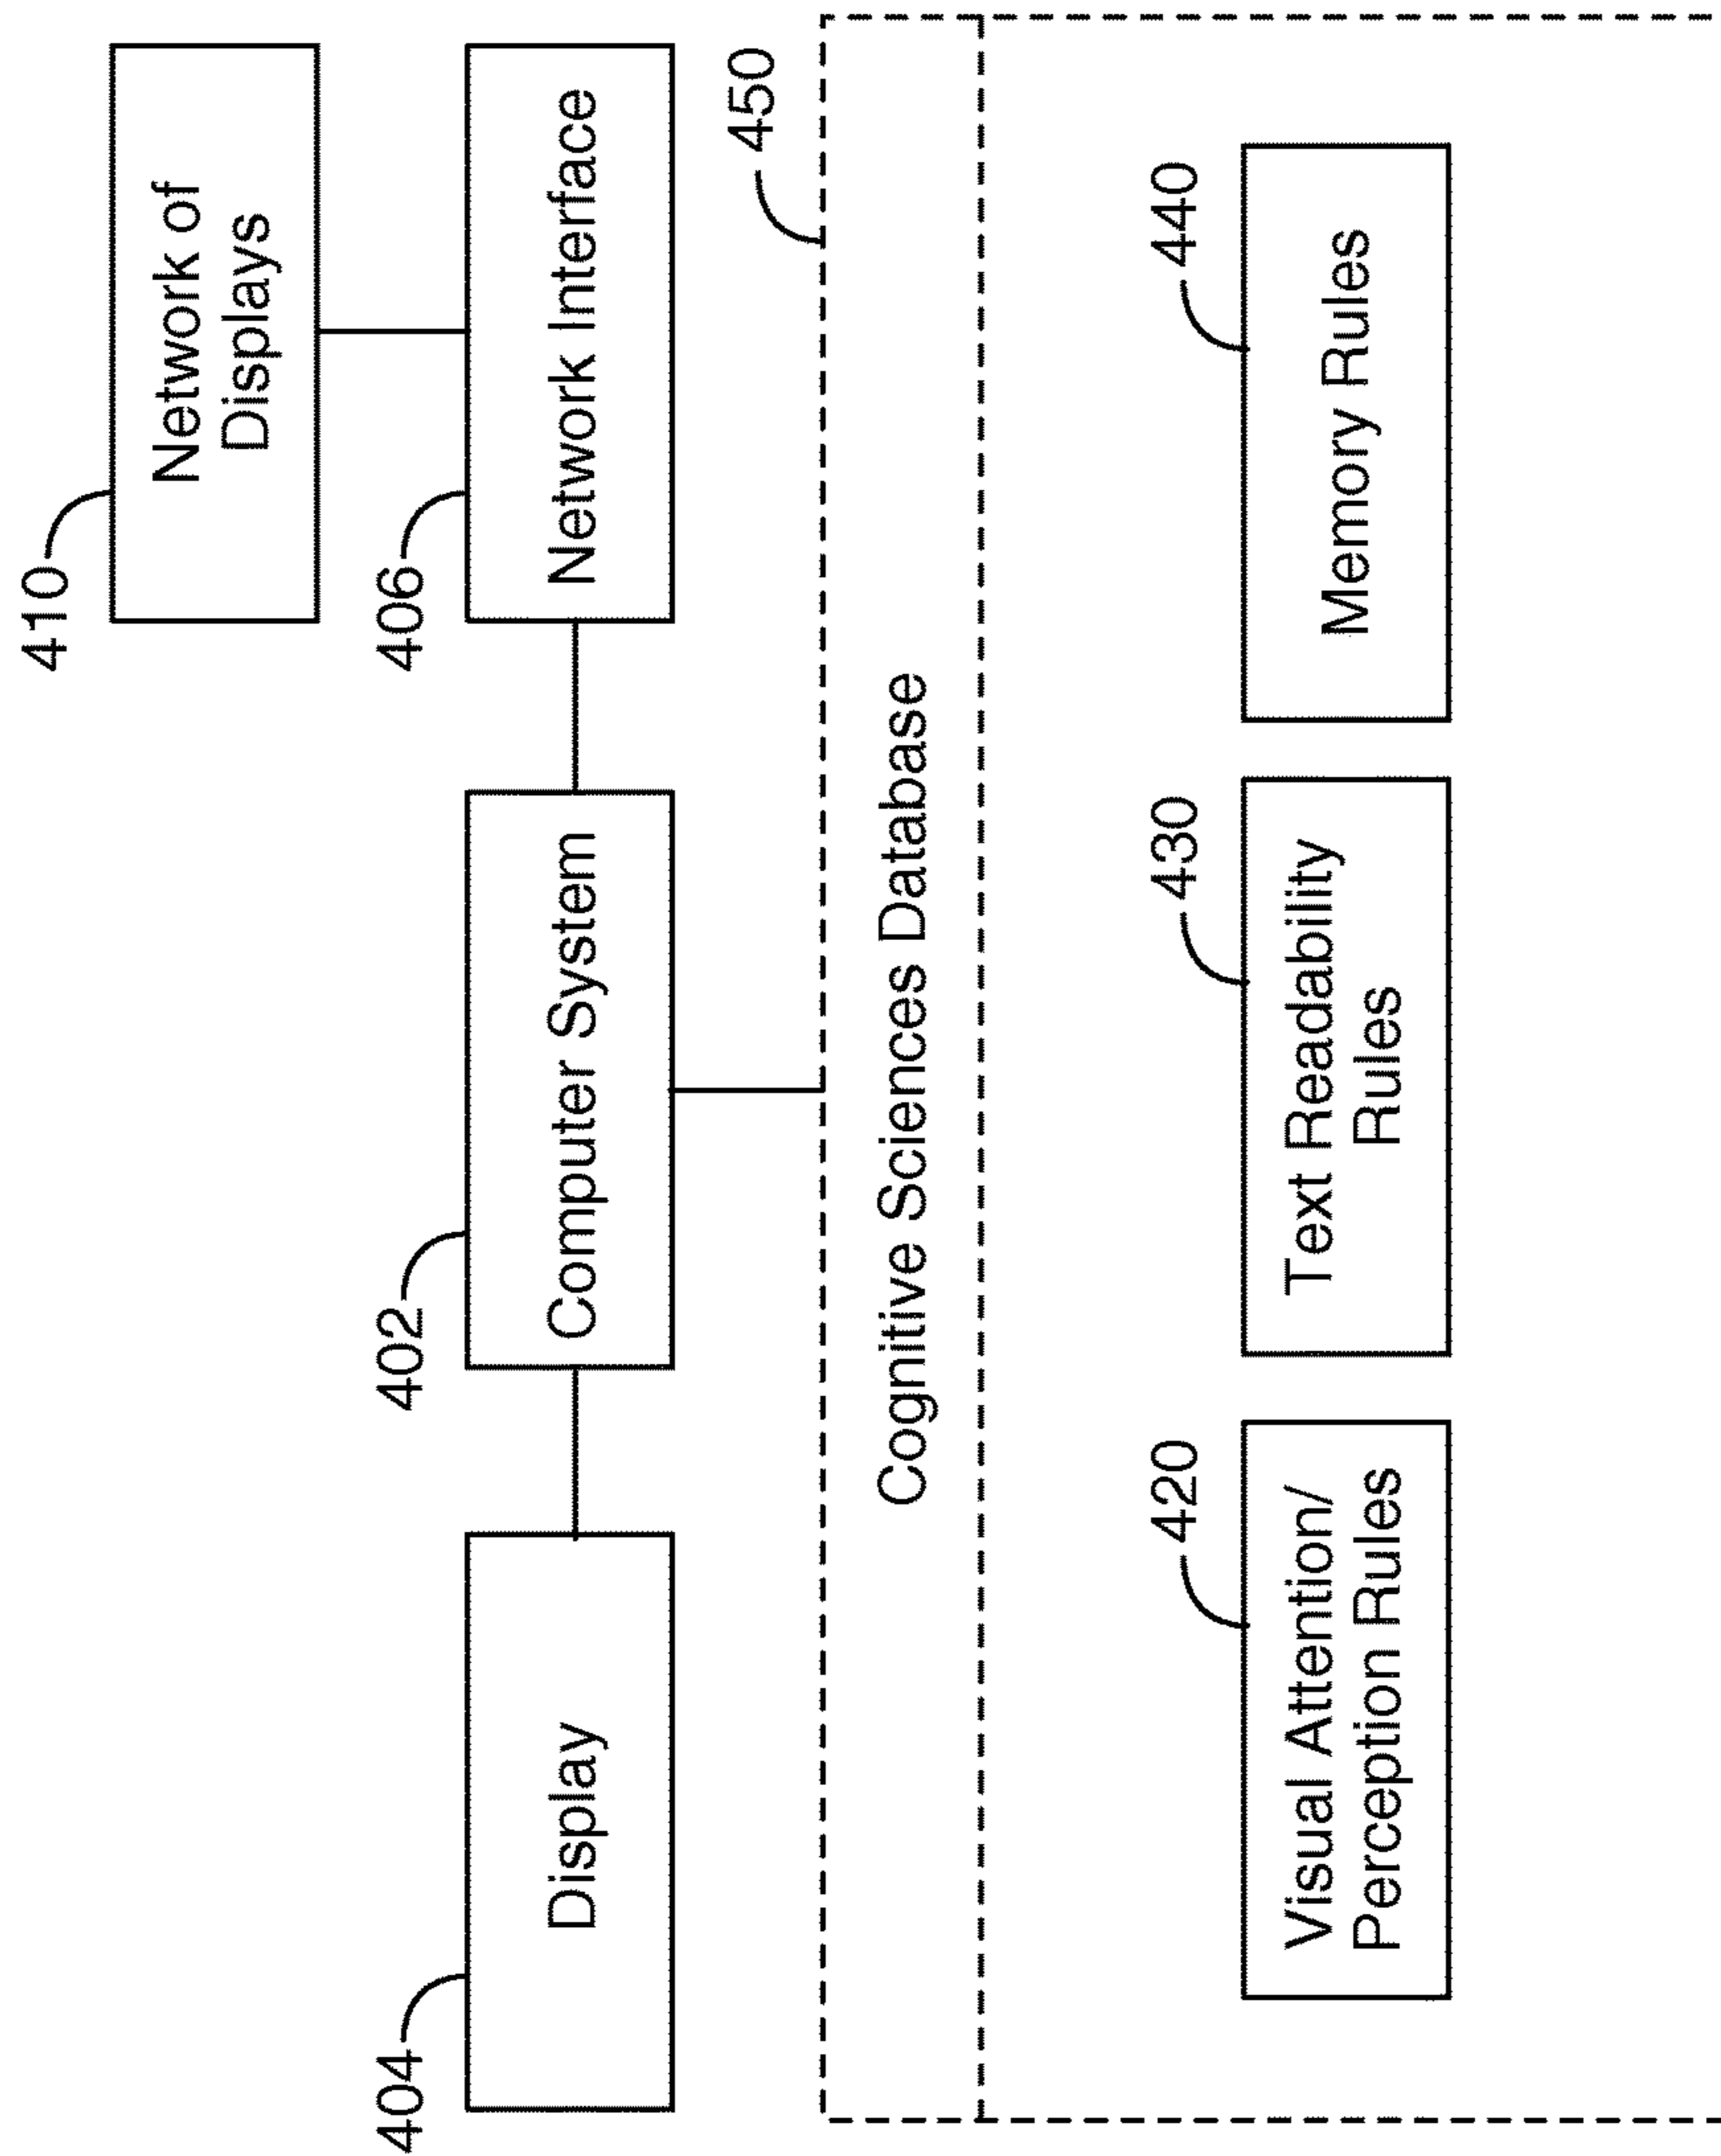 410
Network of
Displays
404
Display
402
Computer System
406
Network Interface
450
Cognitive Sciences Database
420
Visual Attention/
Perception Rules
430
Text Readability
Rules
440
Memory Rules